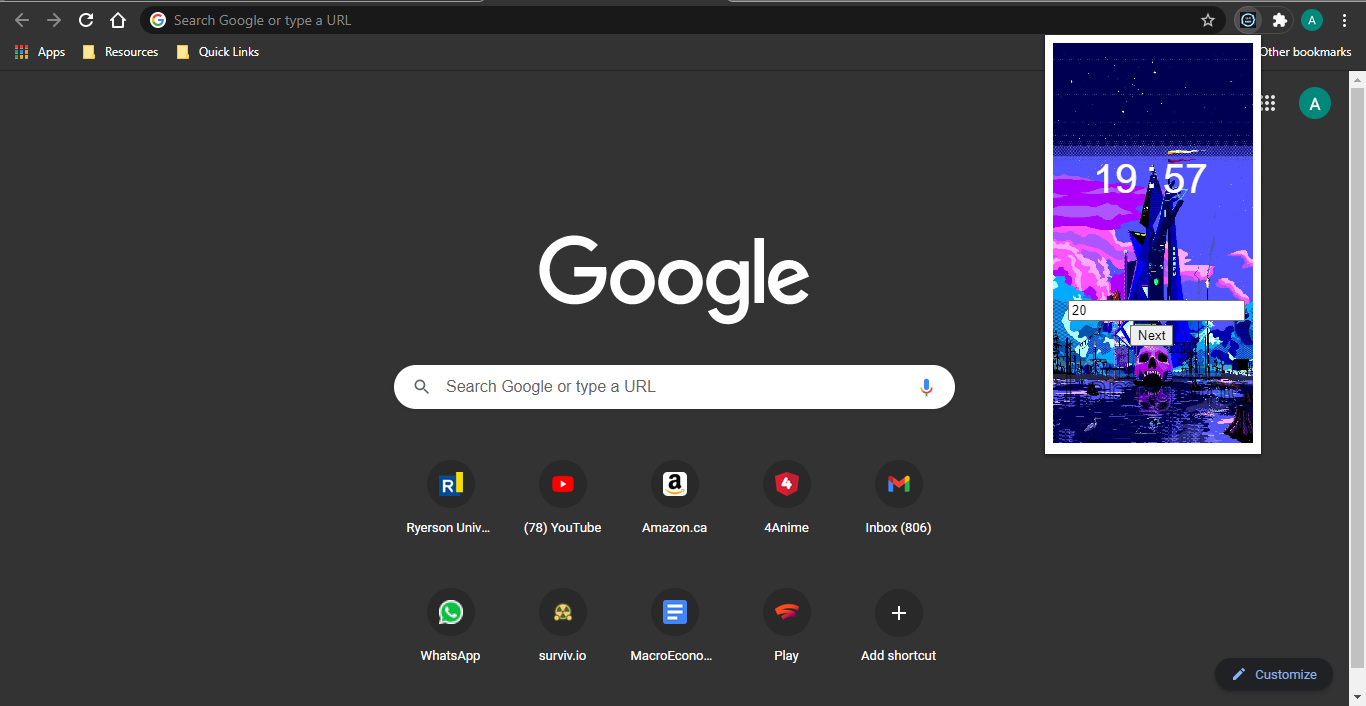 Search Google or type a URL
A
Apps
Resources
Quick Links
Other bookmarks
A
19 57
20
Next
Google
Search Google or type a URL
R
a
4
Ryerson Univ...
(78) YouTube
Amazon.ca
4Anime
Inbox (806)
WhatsApp
surviv.io
MacroEcono...
Play
Add shortcut
Customize